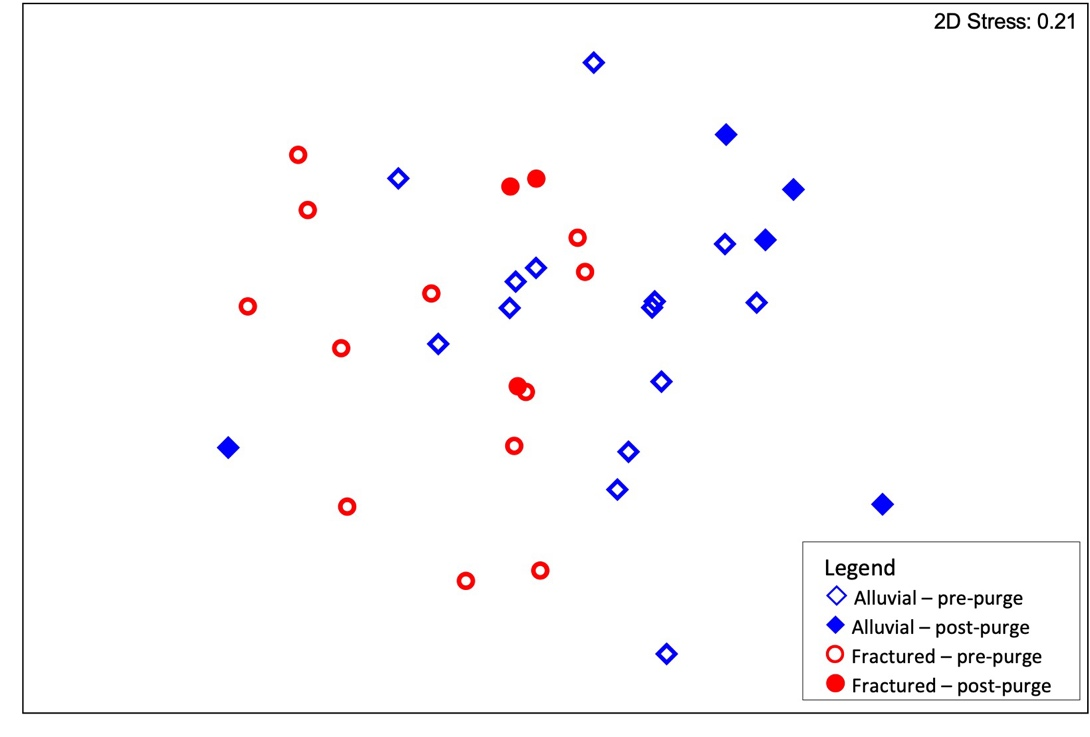 2D Stress: 0.21
Legend
Alluvial – pre-purge
Alluvial – post-purge
Fractured – pre-purge
Fractured – post-purge